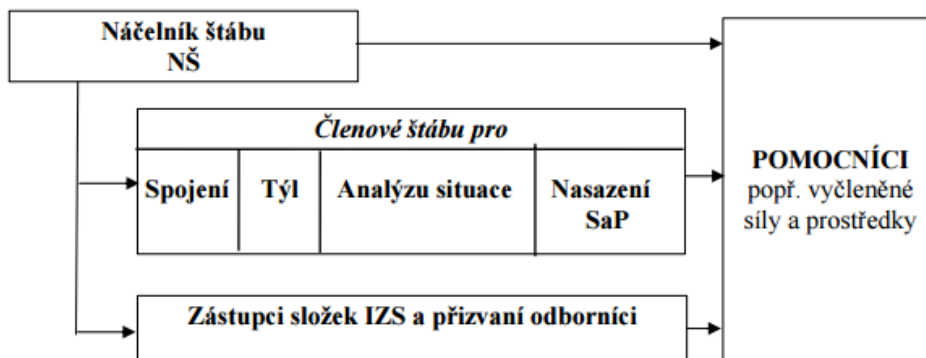 Náčelník štábu
NŠ
Členové štábu pro
Spojení
Týl
Analýzu situace
Nasazení
SaP
Zástupci složek IZS a přizvaní odborníci
POMOCNÍCI
popř. vyčleněné
síly a prostředky